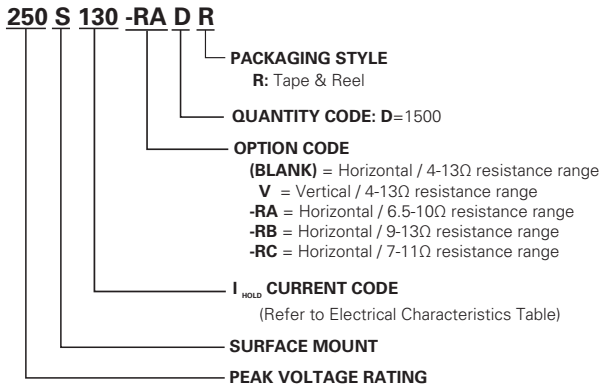 250 S 130 -RA D R
PACKAGING STYLE
R: Tape & Reel
QUANTITY CODE: D=1500
OPTION CODE
(BLANK) = Horizontal / 4-13Ω resistance range
V = Vertical / 4-13Ω resistance range
-RA = Horizontal / 6.5-10Ω resistance range
-RB = Horizontal / 9-13Ω resistance range
-RC = Horizontal / 7-11Ω resistance range
I HOLD CURRENT CODE
(Refer to Electrical Characteristics Table)
SURFACE MOUNT
PEAK VOLTAGE RATING